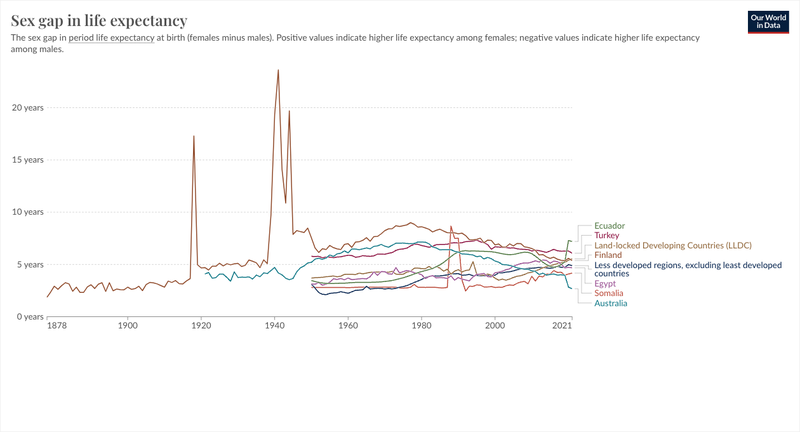 Sex gap in life expectancy
Our World
in Data
The sex gap in period life expectancy at birth (females minus males). Positive values indicate higher life expectancy among females; negative values indicate higher life expectancy
among males.
20 years
15 years
10 years
5 years
0 years
Ecuador
Turkey
Land-locked Developing Countries (LLDC)
Finland
Less developed regions, excluding least developed
countries
Egypt
Somalia
Australia
1878
1900
1920
1940
1960
1980
2000
2021